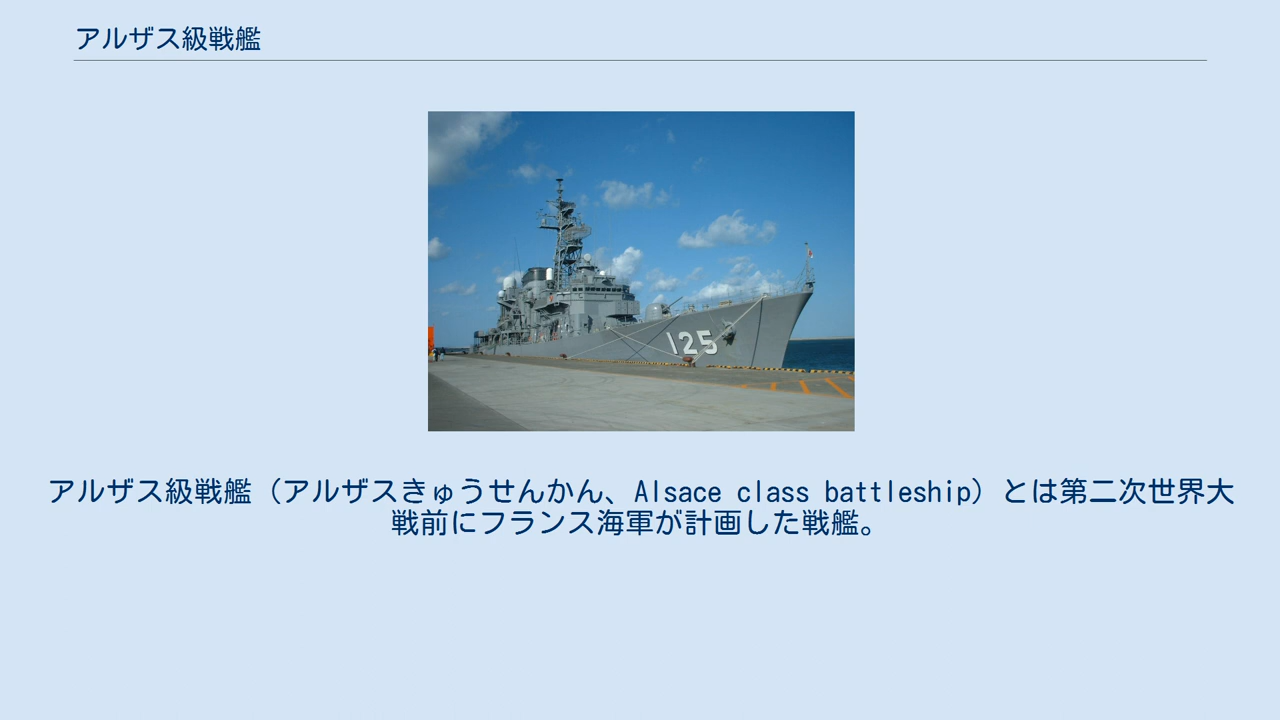 アルザス級戦艦
125
アルザス級戦艦（アルザスきゅうせんかん、Alsace class battleship）とは第二次世界大
戦前にフランス海軍が計画した戦艦。